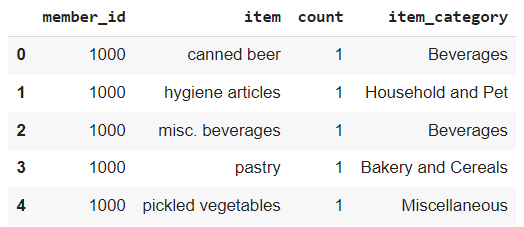 member_id item count item_category
0 1000 canned beer 1 Beverages
1 1000 hygiene articles 1 Household and Pet
2 1000 misc. beverages 1 Beverages
3 1000 pastry 1 Bakery and Cereals
4 1000 pickled vegetables 1 Miscellaneous